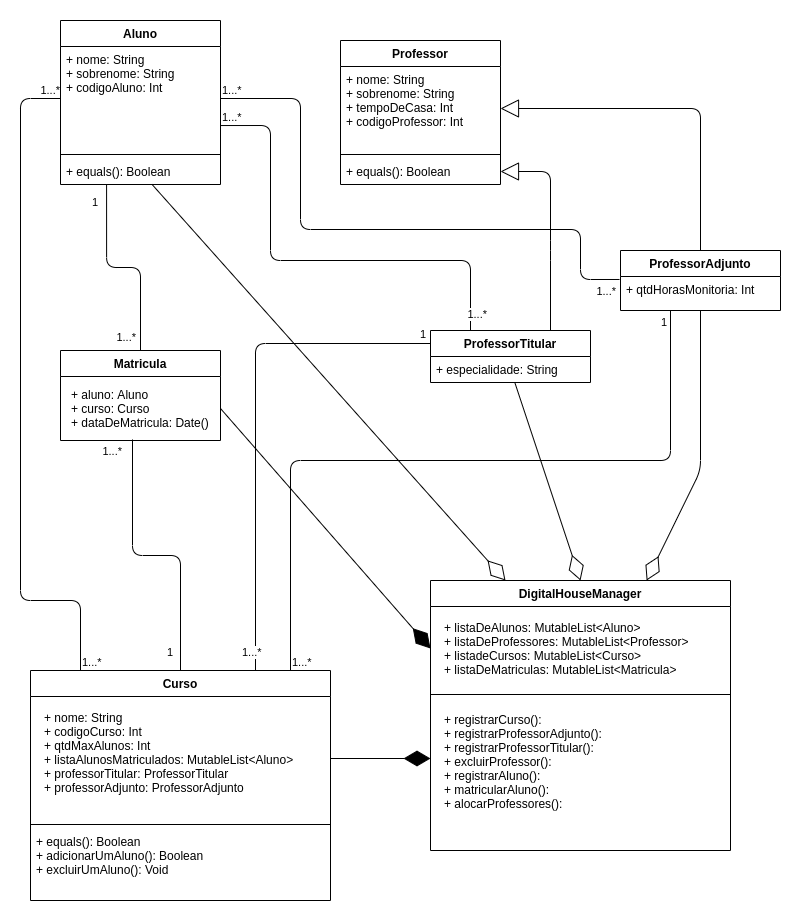 Aluno
+ nome: String
+ sobrenome: String
+ codigoAluno: Int
+ equals(): Boolean
Professor
+ nome: String
+ sobrenome: String
+ tempoDeCasa: Int
+ codigoProfessor: Int
+ equals(): Boolean
1...*
1...*
1...*
1
ProfessorAdjunto
+ qtdHorasMonitoria: Int
1...*
1
1...*
1
ProfessorTitular
+ especialidade: String
1...*
Matricula
+ aluno: Aluno
+ curso: Curso
+ dataDeMatricula: Date()
1...*
DigitalHouseManager
+ listaDeAlunos: MutableList<Aluno>
+ listaDeProfessores: MutableList<Professor>
+ listadeCursos: MutableList<Curso>
+ listaDeMatriculas: MutableList<Matricula>
+ registrarCurso():
+ registrarProfessorAdjunto():
+ registrarProfessorTitular():
+ excluirProfessor():
+ registrarAluno():
+ matricularAluno():
+ alocarProfessores():
1...*
1
1...*
1...*
Curso
+ nome: String
+ codigoCurso: Int
+ qtdMaxAlunos: Int
+ listaAlunosMatriculados: MutableList<Aluno>
+ professorTitular: ProfessorTitular
+ professorAdjunto: ProfessorAdjunto
+ equals(): Boolean
+ adicionarUmAluno(): Boolean
+ excluirUmAluno(): Void